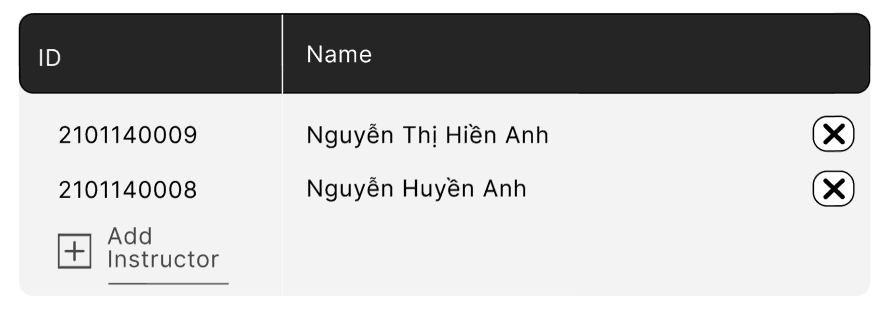 ID Name
2101140009 Nguyễn Thị Hiền Anh
2101140008 Nguyễn Huyền Anh
Add
Instructor